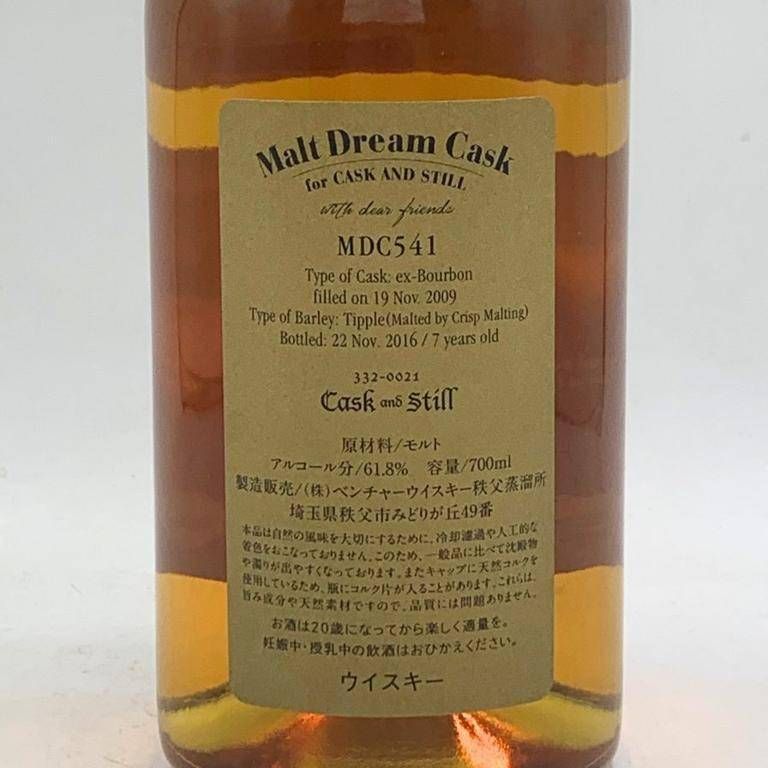 Malt Dream Cask
for CASK AND STILL
with dear friends
MDC541
Type of Cask: ex-Bourbon
filled on 19 Nov. 2009
Type of Barley: Tipple(Malted by Crisp Malting)
Bottled: 22 Nov. 2016 / 7 years old
332-0021
Cask and Still
原材料/モルト
アルコール分/61.8% 容量/700ml
製造販売/(株)ベンチャーウイスキー秩父蒸溜所
埼玉県秩父市みどりが丘49番
本品は自然の風味を大切にするために、冷却濾過や人工的な
着色をおこなっておりません。このため、一般品に比べて沈殿物
や濁りが出やすくなっております。またキャップに天然コルクを
使用しているため、瓶にコルク片が入ることがあります。これらは、
旨み成分や天然素材ですので、品質には問題ありません。
お酒は20歳になってから楽しく適量を。
妊娠中・授乳中の飲酒はおひかえください。
ウイスキー